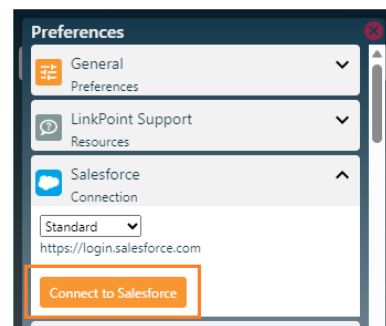 Preferences
General
Preferences
LinkPoint Support
Resources
Salesforce
Connection
Standard
https://login.salesforce.com
Connect to Salesforce